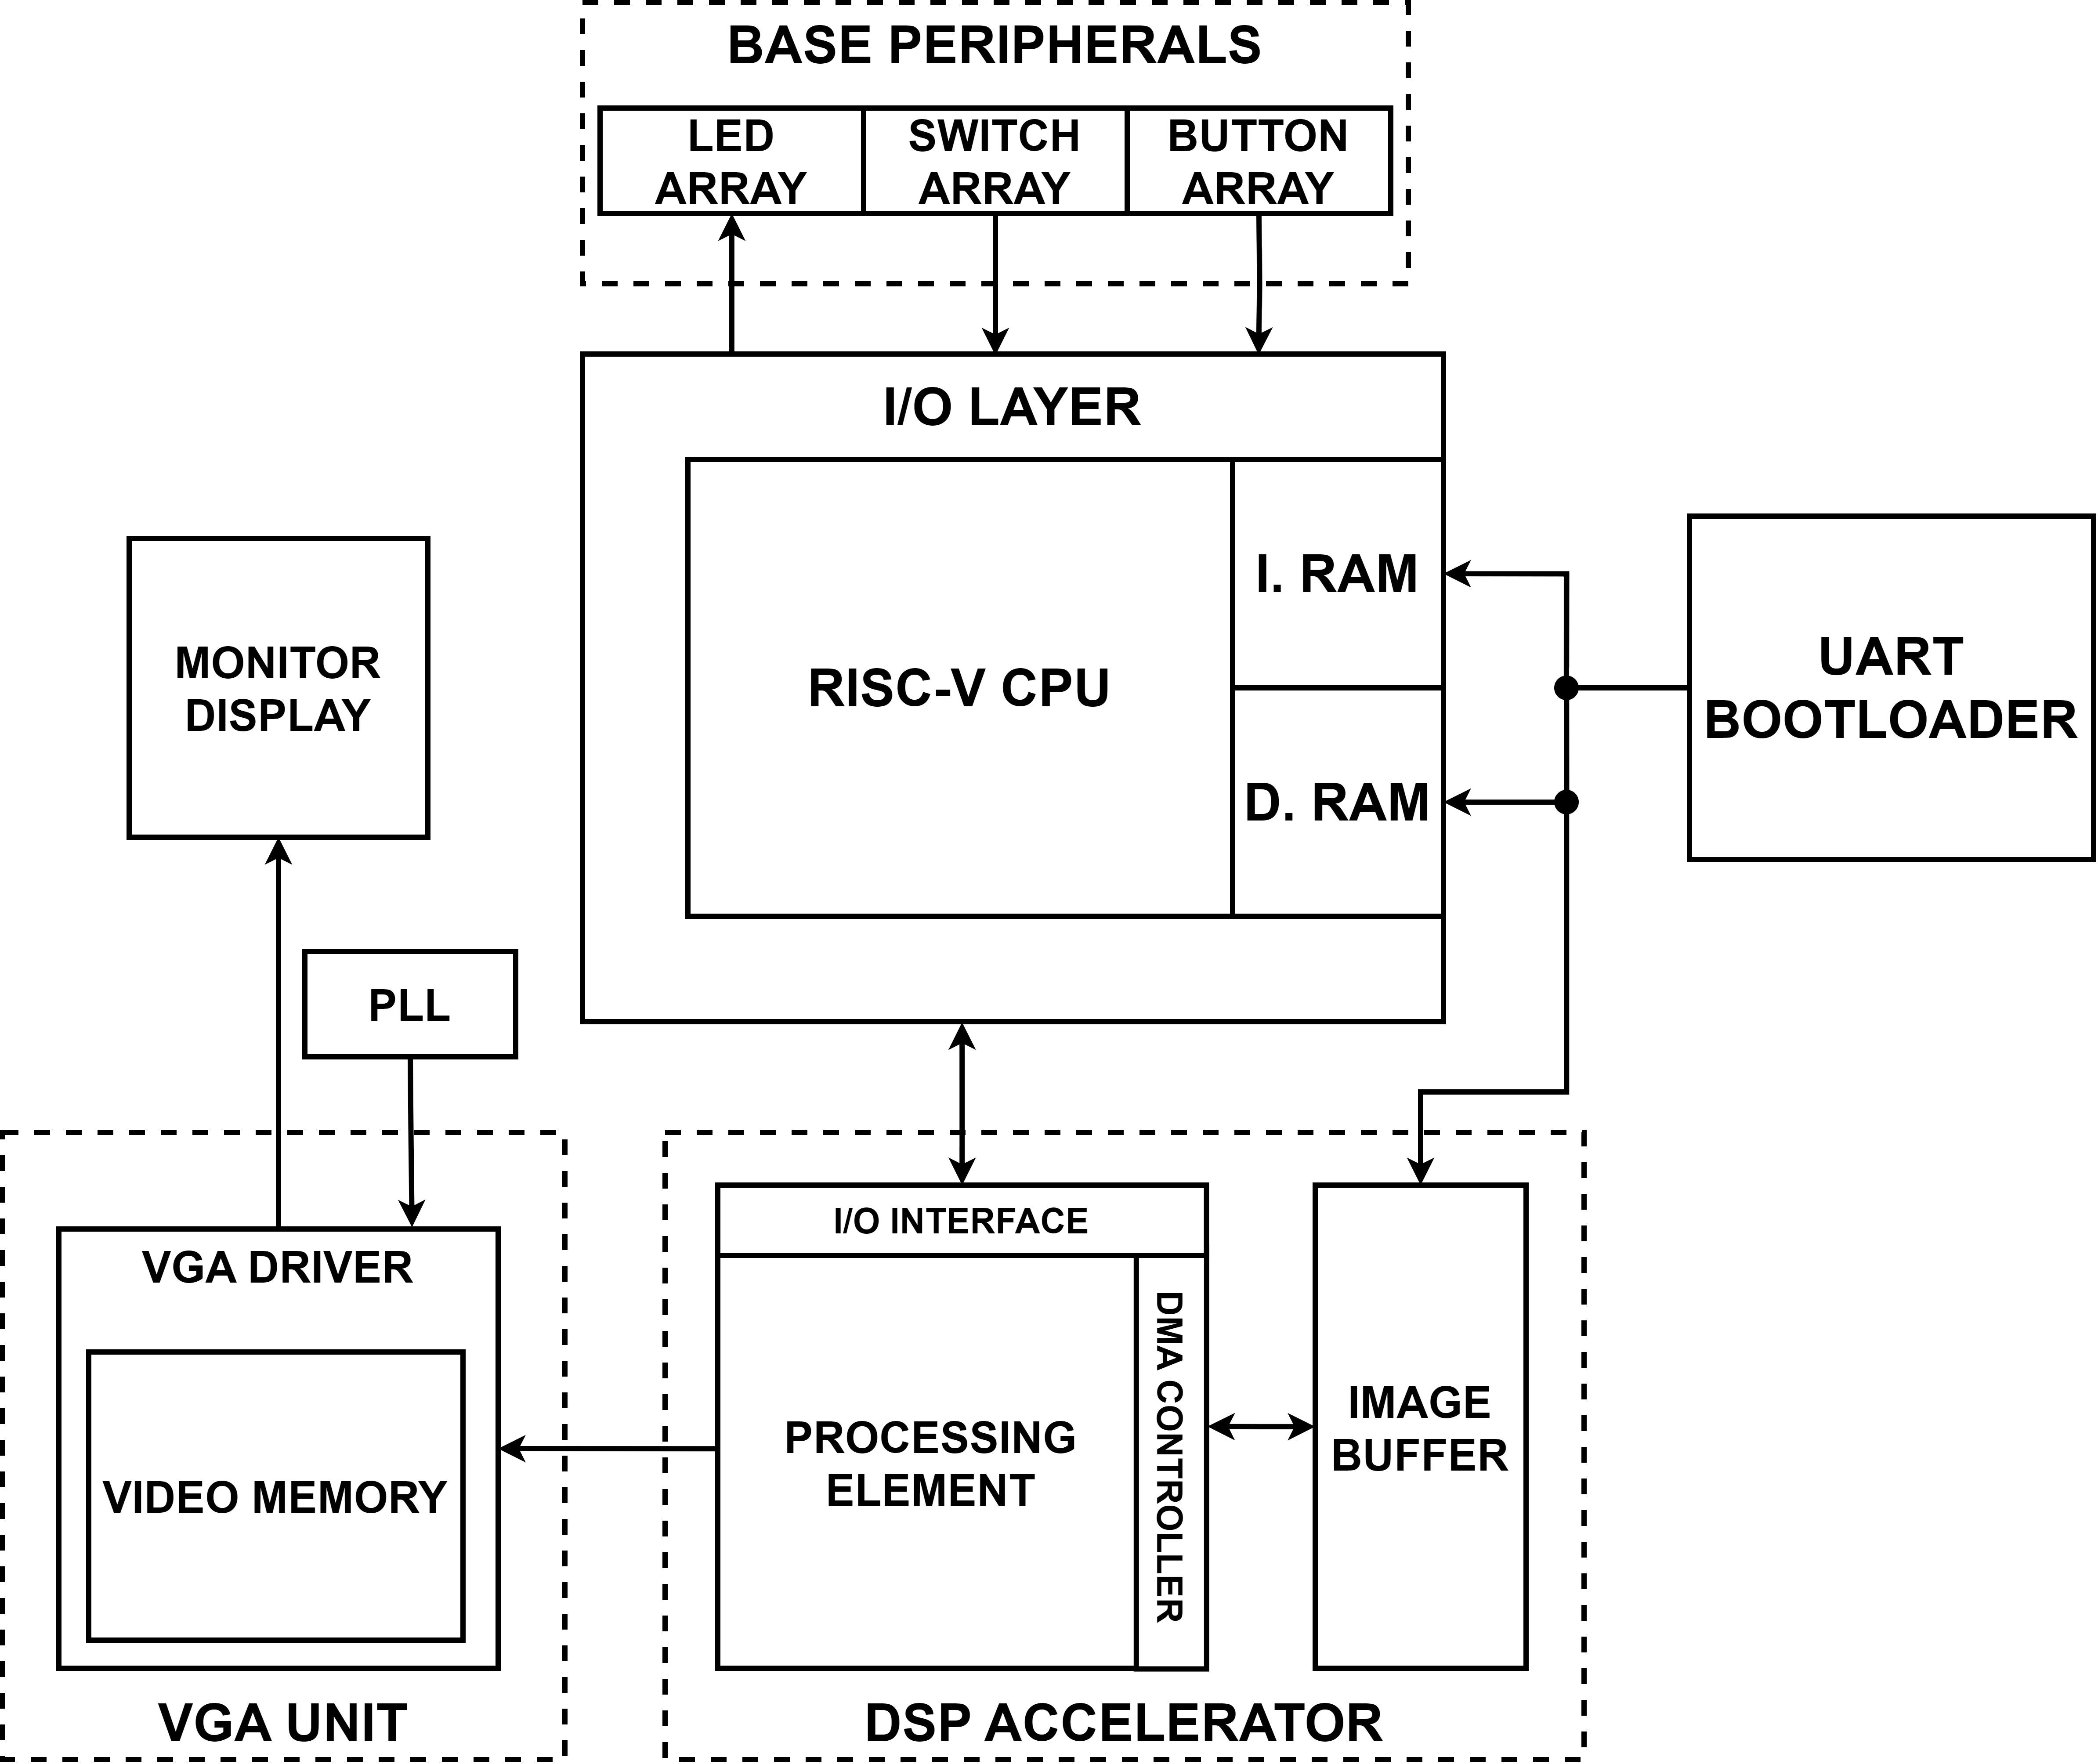 BASE PERIPHERALS
LED
ARRAY
SWITCH
ARRAY
BUTTON
ARRAY
I/O LAYER
RISC-V CPU
I. RAM
D. RAM
UART
BOOTLOADER
MONITOR
DISPLAY
PLL
VGA DRIVER
VIDEO MEMORY
VGA UNIT
I/O INTERFACE
PROCESSING
ELEMENT
DMA CONTROLLER
IMAGE
BUFFER
DSP ACCELERATOR